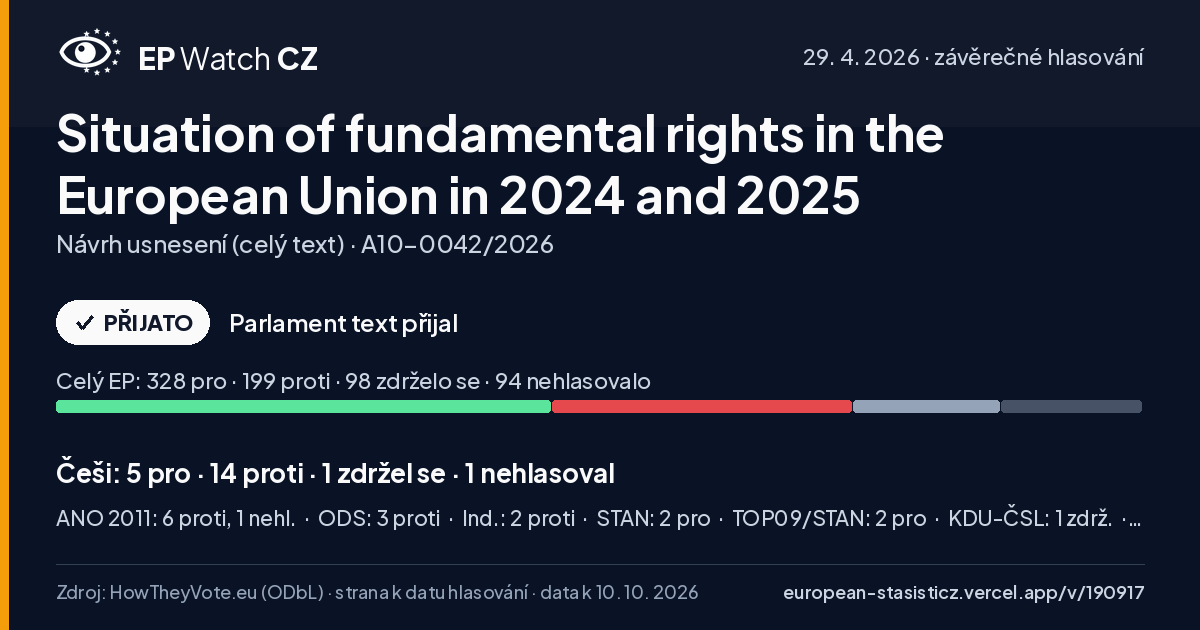 EP Watch CZ
29. 4. 2026 · závěrečné hlasování
Situation of fundamental rights in the
European Union in 2024 and 2025
Návrh usnesení (celý text) · A10-0042/2026
✓ PŘIJATO
Parlament text přijal
Celý EP: 328 pro · 199 proti · 98 zdrželo se · 94 nehlasovalo
Češi: 5 pro · 14 proti · 1 zdržel se · 1 nehlasoval
ANO 2011: 6 proti, 1 nehl. · ODS: 3 proti · Ind.: 2 proti · STAN: 2 pro · TOP09/STAN: 2 pro · KDU-ČSL: 1 zdrž. ·…
Zdroj: HowTheyVote.eu (ODbL) · strana k datu hlasování · data k 10. 10. 2026
european-stasisticz.vercel.app/v/190917